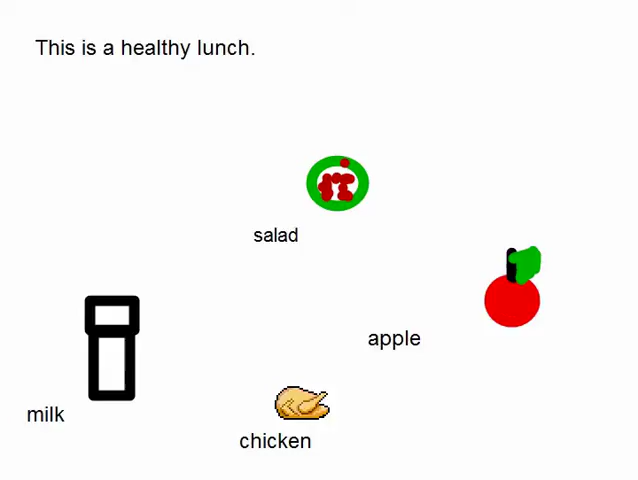 This is a healthy lunch.
salad
apple
milk
chicken